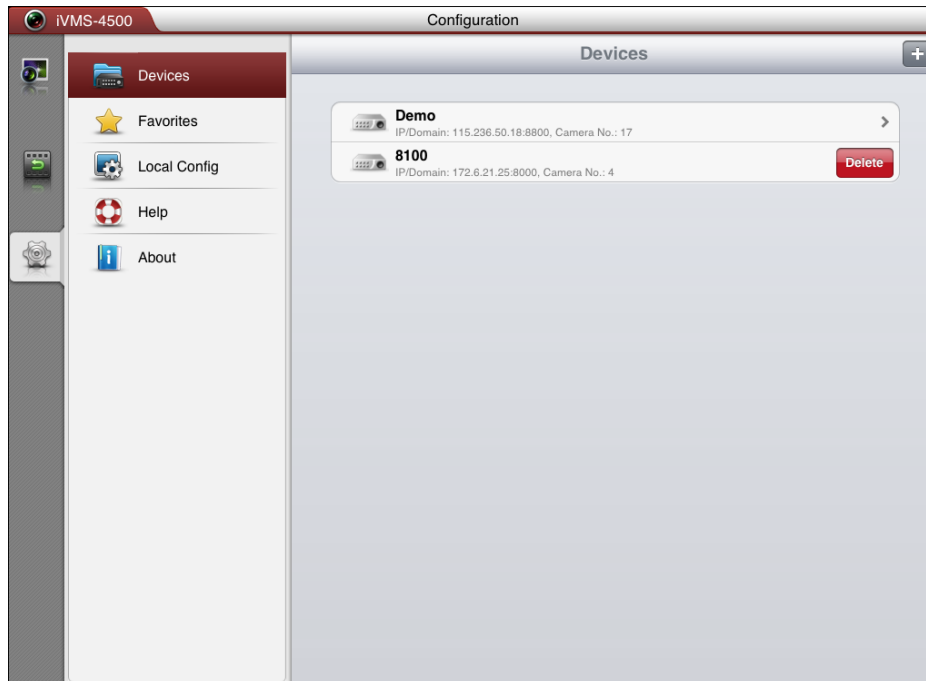 iVMS-4500
Configuration
Devices
Favorites
Local Config
Help
About
Devices
+
Demo
IP/Domain: 115.236.50.18:8800, Camera No.: 17
8100
IP/Domain: 172.6.21.25:8000, Camera No.: 4
Delete